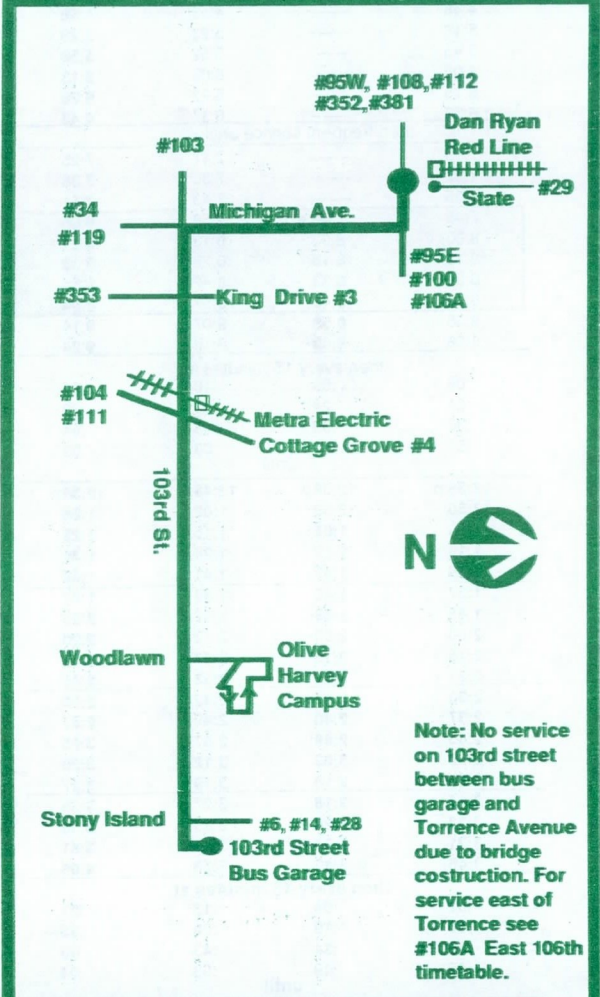 #95W, #108,#112
#352,#381
Dan Ryan
Red Line
#29
State
#103
#34
#119
Michigan Ave.
#95E
#100
#106A
#353
King Drive #3
#104
#111
Metra Electric
Cottage Grove #4
103rd St.
N
Woodlawn
Olive
Harvey
Campus
Stony Island
#6, #14, #28
103rd Street
Bus Garage
Note: No service
on 103rd street
between bus
garage and
Torrence Avenue
due to bridge
costruction. For
service east of
Torrence see
#106A East 106th
timetable.